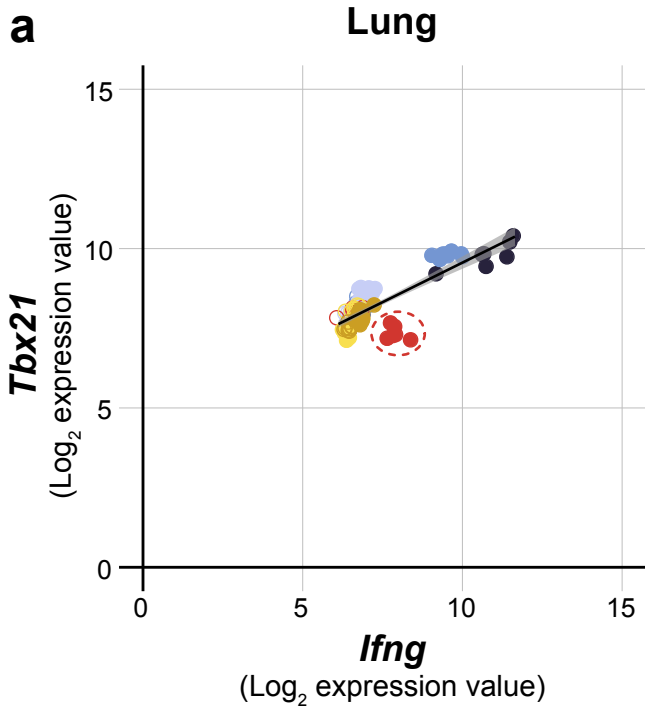 a
Lung
15
10
5
0
Tbx21
(Log₂ expression value)
0 5 10 15
Ifng
(Log₂ expression value)